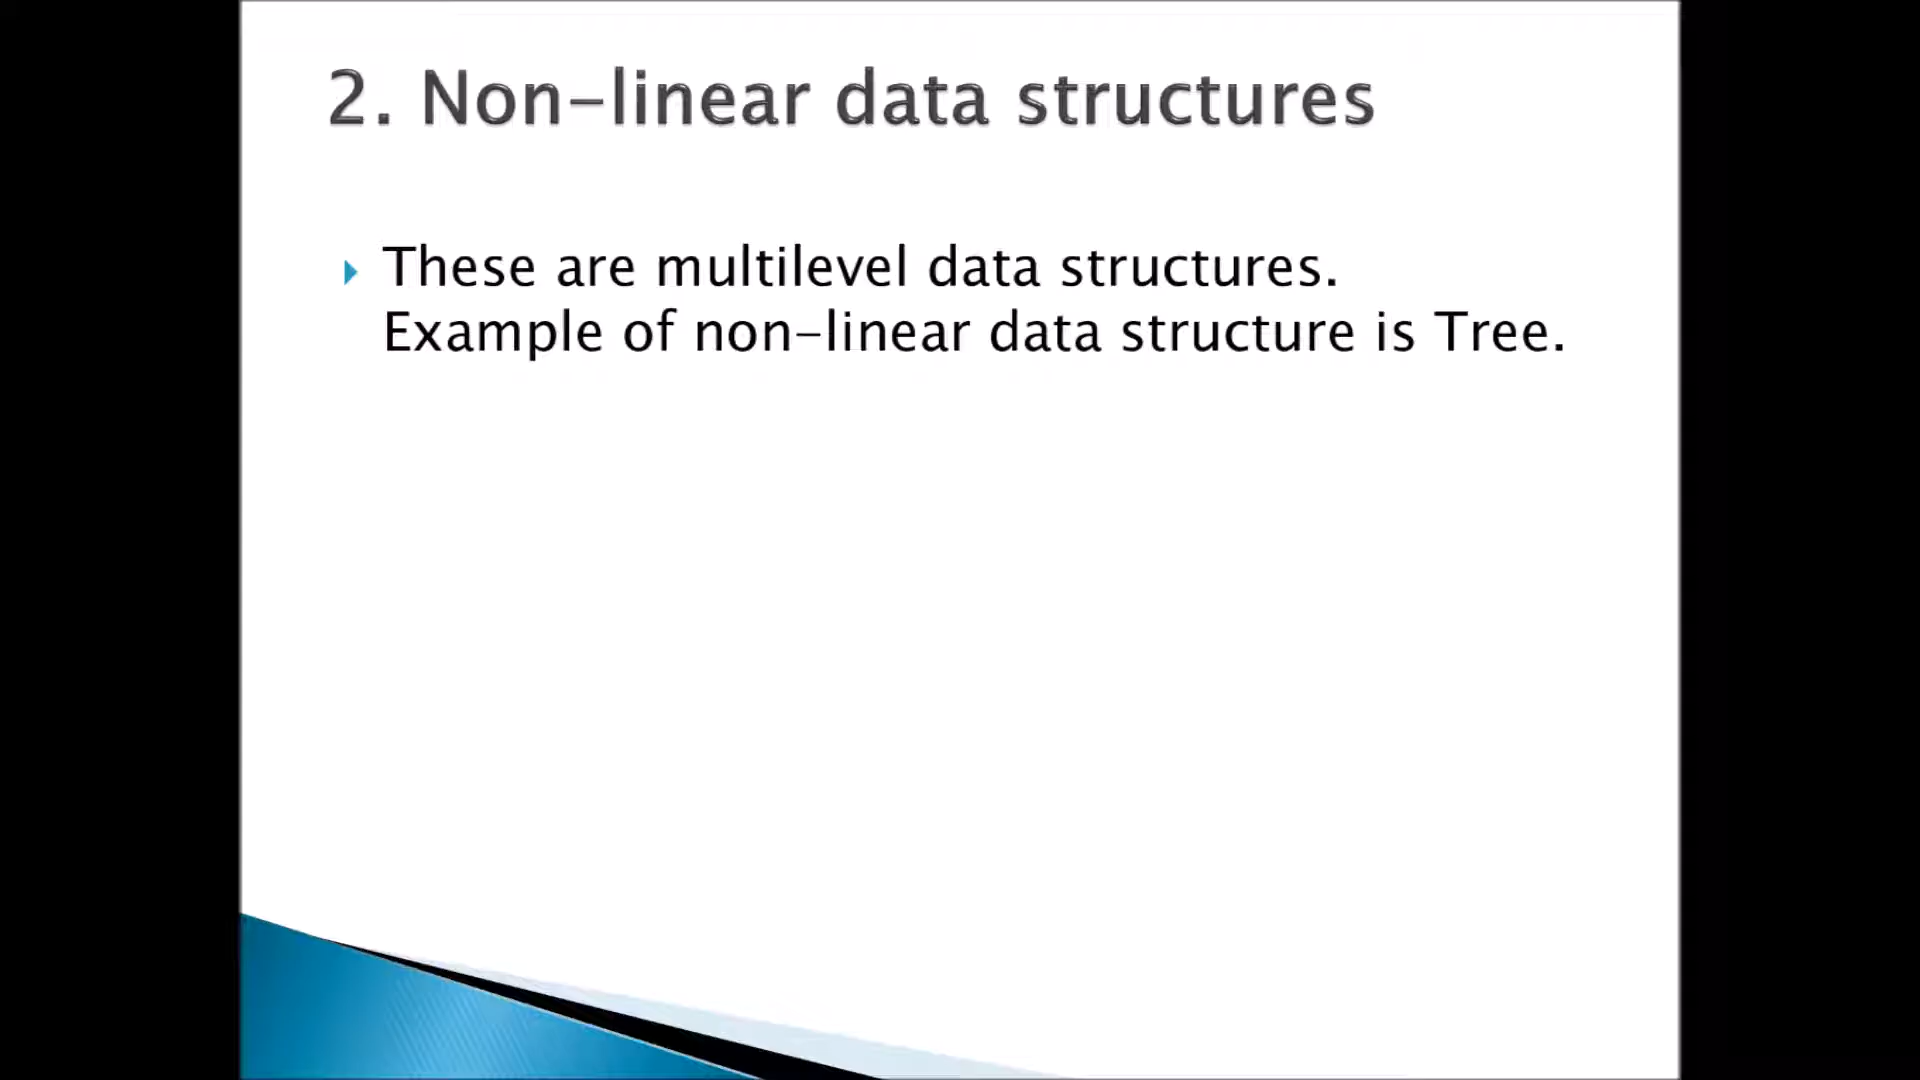 2. Non-linear data structures
These are multilevel data structures.
Example of non-linear data structure is Tree.